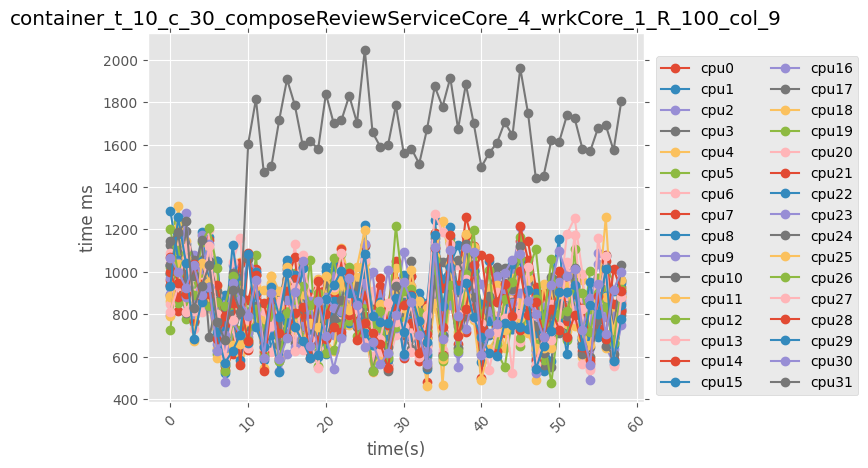 container_t_10_c_30_composeReviewServiceCore_4_wrkCore_1_R_100_col_9
time ms
2000
1800
1600
1400
1200
1000
800
600
400
0
10
20
30
40
50
60
time(s)
cpu0
cpu1
cpu2
cpu3
cpu4
cpu5
cpu6
cpu7
cpu8
cpu9
cpu10
cpu11
cpu12
cpu13
cpu14
cpu15
cpu16
cpu17
cpu18
cpu19
cpu20
cpu21
cpu22
cpu23
cpu24
cpu25
cpu26
cpu27
cpu28
cpu29
cpu30
cpu31